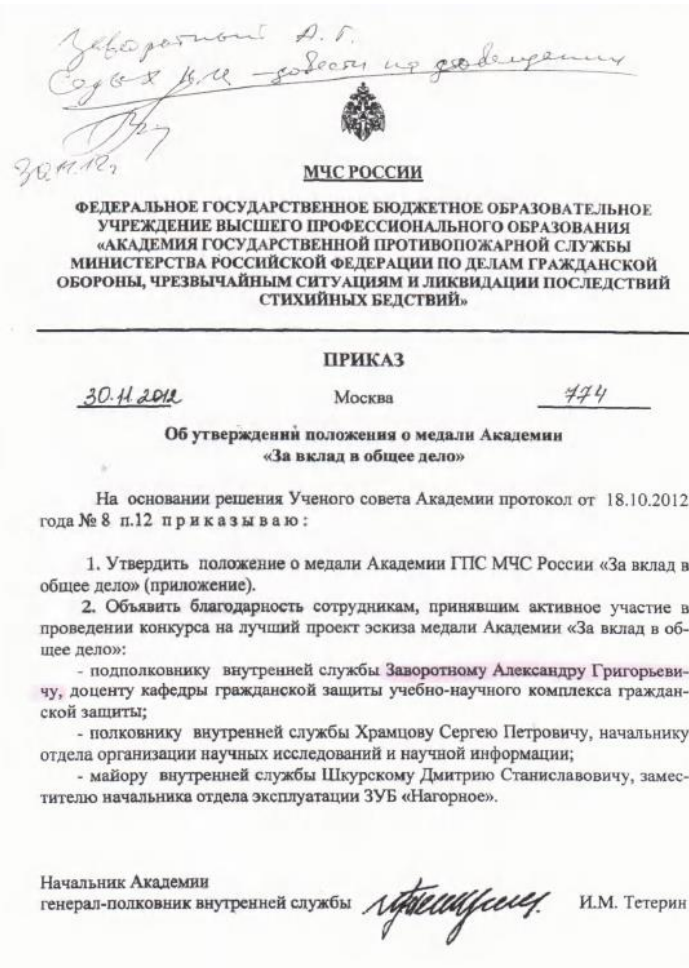 Заворотный А.Г.
Седых Н.И. – довести на совещании
30.11.12г
МЧС РОССИИ
ФЕДЕРАЛЬНОЕ ГОСУДАРСТВЕННОЕ БЮДЖЕТНОЕ ОБРАЗОВАТЕЛЬНОЕ
УЧРЕЖДЕНИЕ ВЫСШЕГО ПРОФЕССИОНАЛЬНОГО ОБРАЗОВАНИЯ
«АКАДЕМИЯ ГОСУДАРСТВЕННОЙ ПРОТИВОПОЖАРНОЙ СЛУЖБЫ
МИНИСТЕРСТВА РОССИЙСКОЙ ФЕДЕРАЦИИ ПО ДЕЛАМ ГРАЖДАНСКОЙ
ОБОРОНЫ, ЧРЕЗВЫЧАЙНЫМ СИТУАЦИЯМ И ЛИКВИДАЦИИ ПОСЛЕДСТВИЙ
СТИХИЙНЫХ БЕДСТВИЙ»
ПРИКАЗ
30.11.2012 Москва 774
Об утверждении положения о медали Академии
«За вклад в общее дело»
На основании решения Ученого совета Академии протокол от 18.10.2012
года № 8 п.12 п р и к а з ы в а ю :
1. Утвердить положение о медали Академии ГПС МЧС России «За вклад в
общее дело» (приложение).
2. Объявить благодарность сотрудникам, принявшим активное участие в
проведении конкурса на лучший проект эскиза медали Академии «За вклад в об-
щее дело»:
- подполковнику внутренней службы Заворотному Александру Григорьеви-
чу, доценту кафедры гражданской защиты учебно-научного комплекса граждан-
ской защиты;
- полковнику внутренней службы Храмцову Сергею Петровичу, начальнику
отдела организации научных исследований и научной информации;
- майору внутренней службы Шкурскому Дмитрию Станиславовичу, замес-
тителю начальника отдела эксплуатации ЗУБ «Нагорное».
Начальник Академии
генерал-полковник внутренней службы И.М. Тетерин